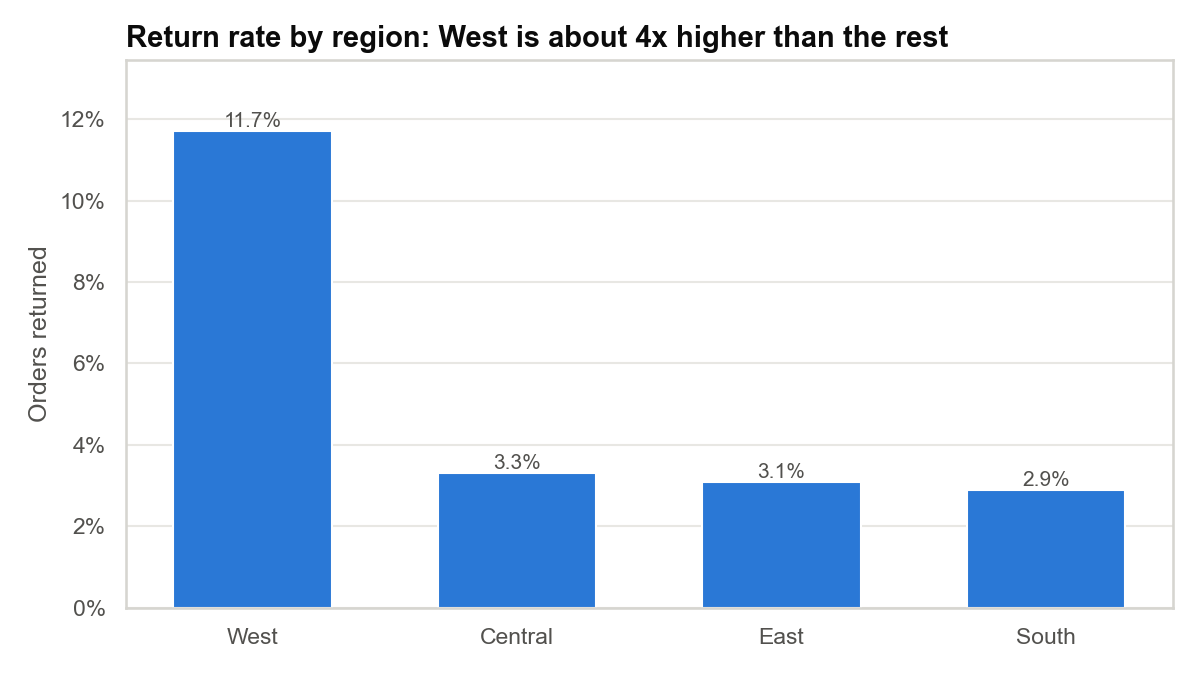 Return rate by region: West is about 4x higher than the rest
Orders returned
12%
10%
8%
6%
4%
2%
0%
11.7%
3.3%
3.1%
2.9%
West
Central
East
South